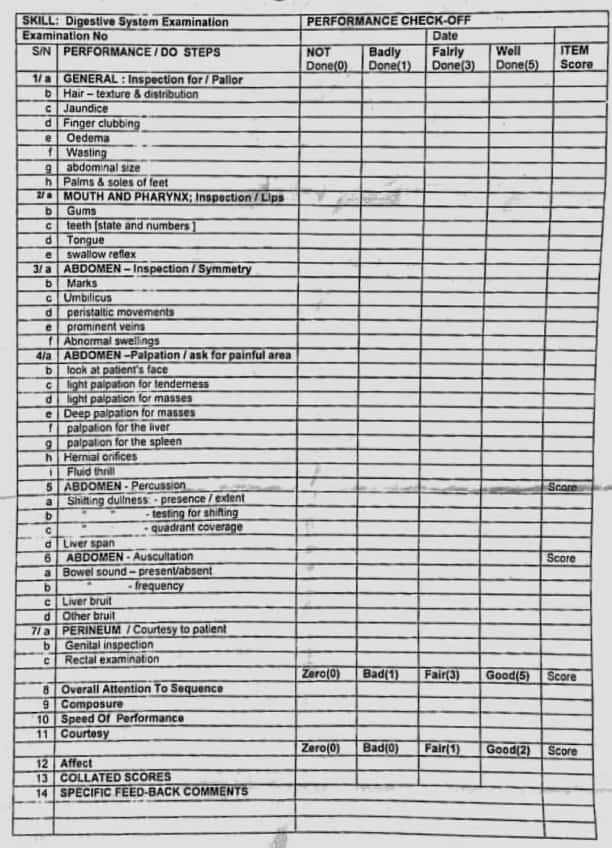 SKILL: Digestive System Examination PERFORMANCE CHECK-OFF
Examination No Date
S/N PERFORMANCE / DO STEPS NOT Done(0) Badly Done(1) Fairly Done(3) Well Done(5) ITEM Score
1/ a GENERAL : Inspection for / Pallor
b Hair – texture & distribution
c Jaundice
d Finger clubbing
e Oedema
f Wasting
g abdominal size
h Palms & soles of feet
2/ a MOUTH AND PHARYNX; Inspection / Lips
b Gums
c teeth [state and numbers ]
d Tongue
e swallow reflex
3/ a ABDOMEN – Inspection / Symmetry
b Marks
c Umbilicus
d peristaltic movements
e prominent veins
f Abnormal swellings
4/a ABDOMEN –Palpation / ask for painful area
b look at patient's face
c light palpation for tenderness
d light palpation for masses
e Deep palpation for masses
f palpation for the liver
g palpation for the spleen
h Hernial orifices
i Fluid thrill
5 ABDOMEN - Percussion Score
a Shifting dullness: - presence / extent
b " " - testing for shifting
c " - quadrant coverage
d Liver span
6 ABDOMEN - Auscultation Score
a Bowel sound – present/absent
b " - frequency
c Liver bruit
d Other bruit
7/ a PERINEUM / Courtesy to patient
b Genital inspection
c Rectal examination
Zero(0) Bad(1) Fair(3) Good(5) Score
8 Overall Attention To Sequence
9 Composure
10 Speed Of Performance
11 Courtesy
Zero(0) Bad(0) Fair(1) Good(2) Score
12 Affect
13 COLLATED SCORES
14 SPECIFIC FEED-BACK COMMENTS